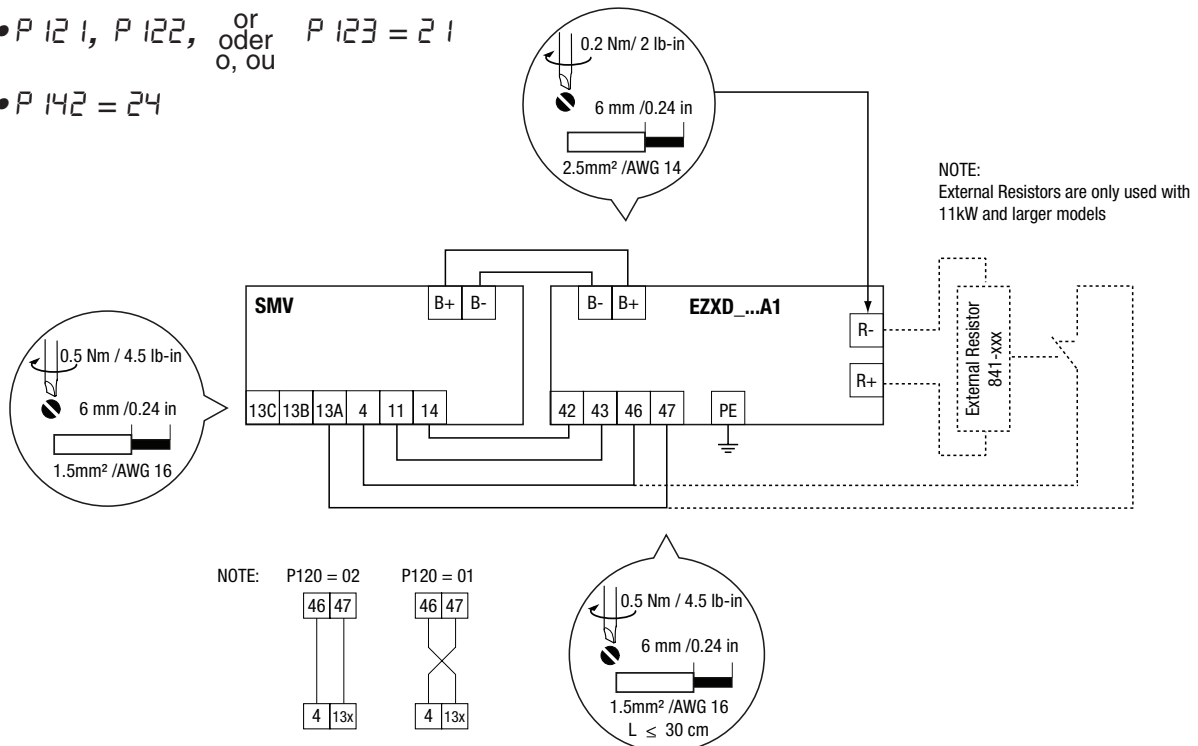 • P 121, P 122, or oder o, ou P 123 = 21
• P 142 = 24
0.2 Nm/ 2 lb-in
6 mm /0.24 in
2.5mm² /AWG 14
NOTE:
External Resistors are only used with
11kW and larger models
SMV
B+ B-
B- B+
EZXD_...A1
R-
R+
External Resistor
841-xxx
0.5 Nm / 4.5 lb-in
6 mm /0.24 in
1.5mm² /AWG 16
13C 13B 13A 4 11 14
42 43 46 47 PE
NOTE: P120 = 02 P120 = 01
46 47 46 47
4 13x 4 13x
0.5 Nm / 4.5 lb-in
6 mm /0.24 in
1.5mm² /AWG 16
L ≤ 30 cm